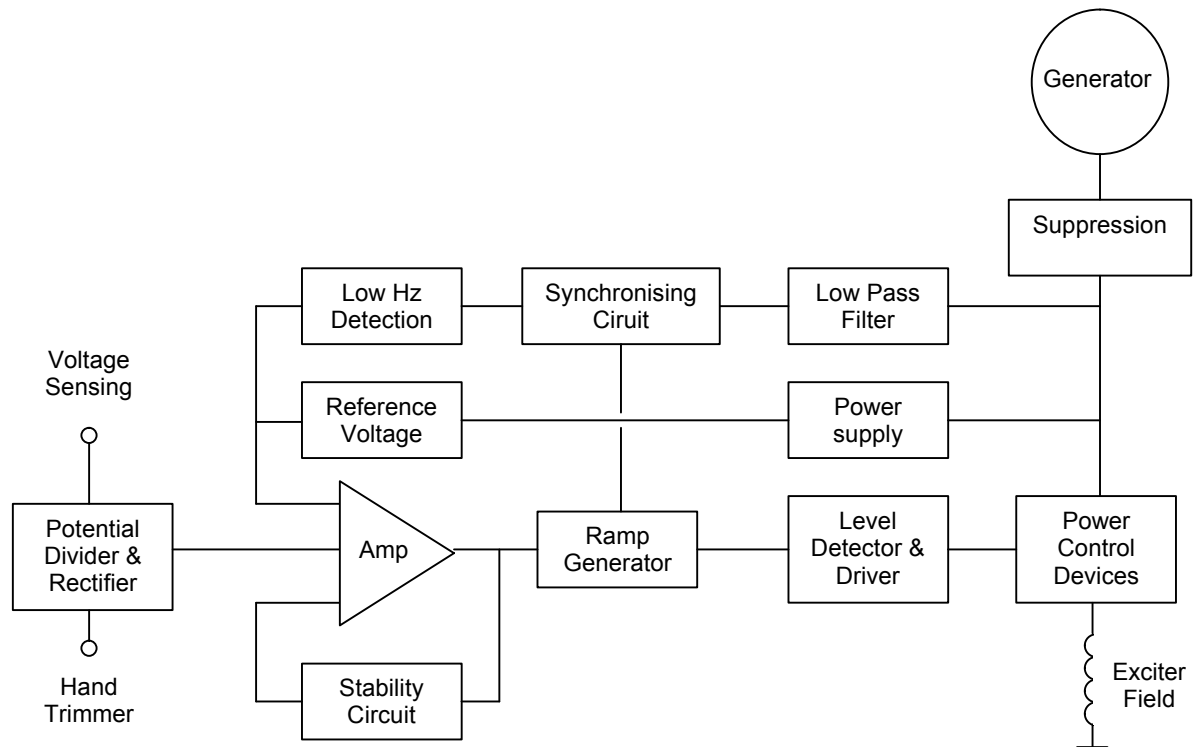 Generator
Suppression
Low Hz
Detection
Synchronising
Ciruit
Low Pass
Filter
Voltage
Sensing
Reference
Voltage
Power
supply
Potential
Divider &
Rectifier
Amp
Ramp
Generator
Level
Detector &
Driver
Power
Control
Devices
Hand
Trimmer
Stability
Circuit
Exciter
Field